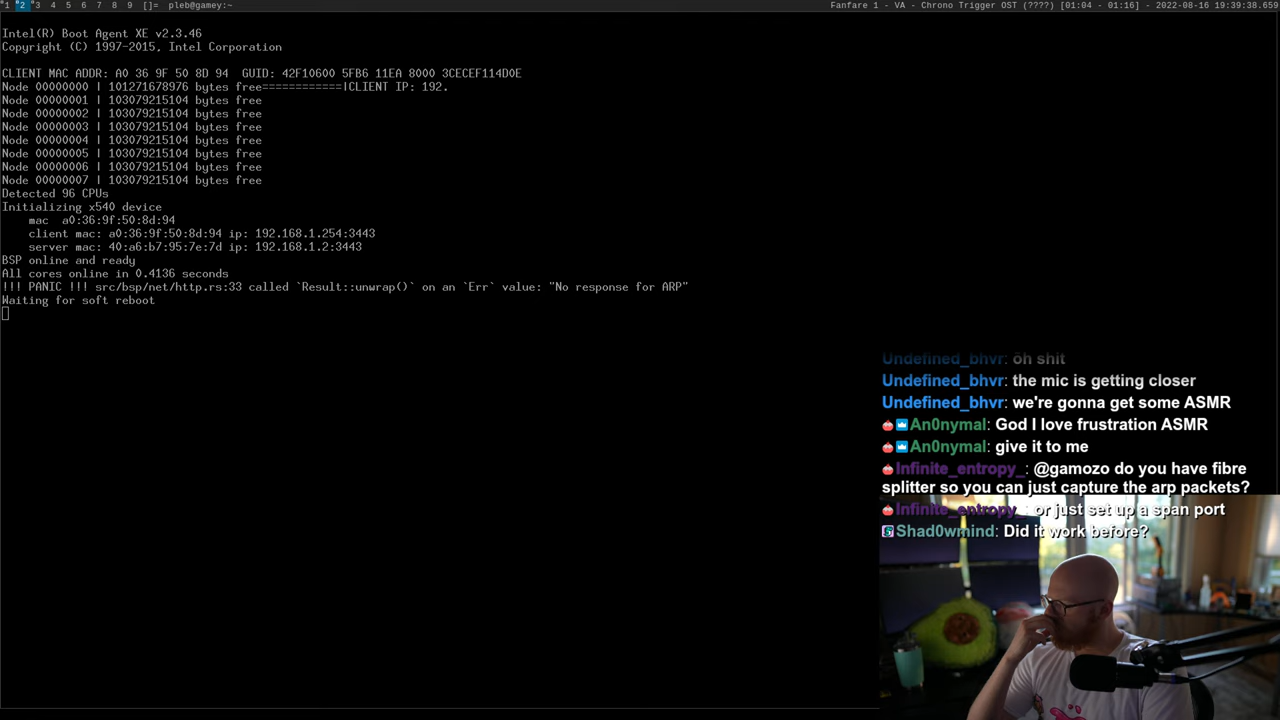 1 2 3 4 5 6 7 8 9 []= pleb@gamey:~ Fanfare 1 - VA - Chrono Trigger OST (????) [01:04 - 01:16] - 2022-08-16 19:39:38.659
Intel(R) Boot Agent XE v2.3.46
Copyright (C) 1997-2015, Intel Corporation
CLIENT MAC ADDR: A0 36 9F 50 8D 94  GUID: 42F10600 5FB6 11EA 8000 3CECEF114D0E
Node 00000000 | 101271678976 bytes free============|CLIENT IP: 192.
Node 00000001 | 103079215104 bytes free
Node 00000002 | 103079215104 bytes free
Node 00000003 | 103079215104 bytes free
Node 00000004 | 103079215104 bytes free
Node 00000005 | 103079215104 bytes free
Node 00000006 | 103079215104 bytes free
Node 00000007 | 103079215104 bytes free
Detected 96 CPUs
Initializing x540 device
mac  a0:36:9f:50:8d:94
client mac: a0:36:9f:50:8d:94 ip: 192.168.1.254:3443
server mac: 40:a6:b7:95:7e:7d ip: 192.168.1.2:3443
BSP online and ready
All cores online in 0.4136 seconds
!!! PANIC !!! src/bsp/net/http.rs:33 called `Result::unwrap()` on an `Err` value: "No response for ARP"
Waiting for soft reboot
Undefined_bhvr: oh shit
Undefined_bhvr: the mic is getting closer
Undefined_bhvr: we're gonna get some ASMR
An0nymal: God I love frustration ASMR
An0nymal: give it to me
Infinite_entropy_: @gamozo do you have fibre
splitter so you can just capture the arp packets?
Infinite_entropy_: or just set up a span port
Shad0wmind: Did it work before?